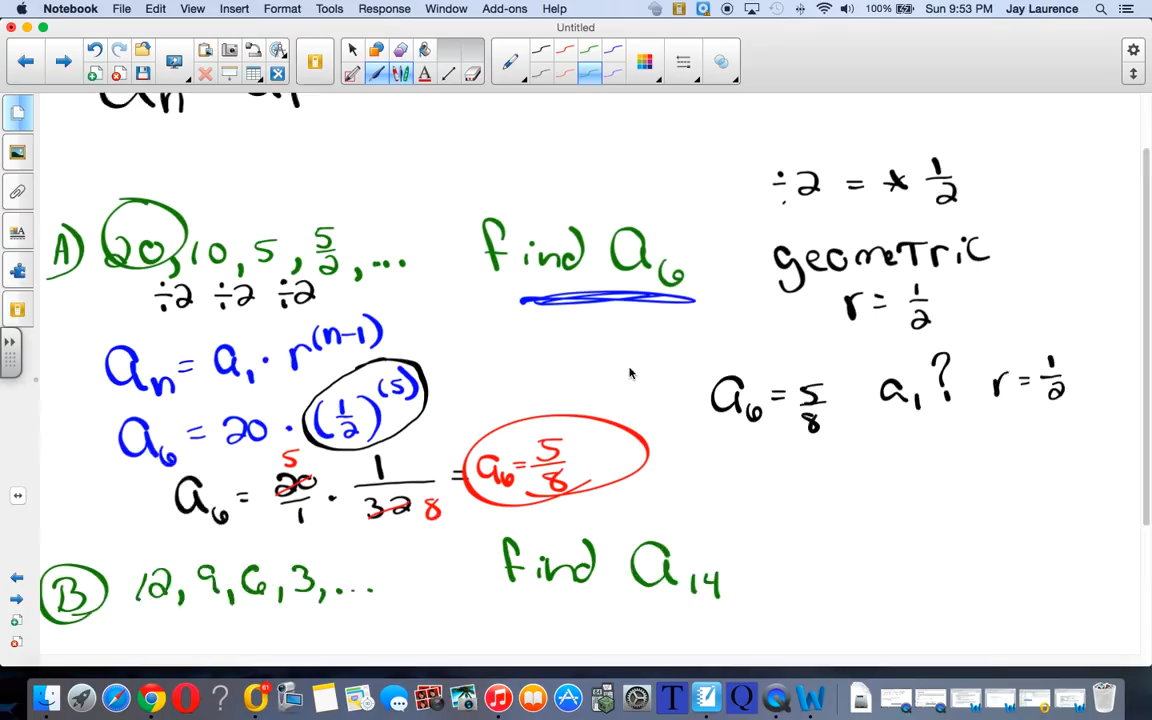 Notebook File Edit View Insert Format Tools Response Window Add-ons Help 100% Sun 9:53 PM Jay Laurence
Untitled
÷2 = * 1/2
A) 20, 10, 5, 5/2, ... find a₆
÷2 ÷2 ÷2
geometric
r = 1/2
aₙ = a₁ · r⁽ⁿ⁻¹⁾
a₆ = 5/8 a₁? r = 1/2
a₆ = 20 · (1/2)⁽⁵⁾
5
a₆ = 20/1 · 1/32 8 = a₆ = 5/8
B 12, 9, 6, 3, ... find a₁₄